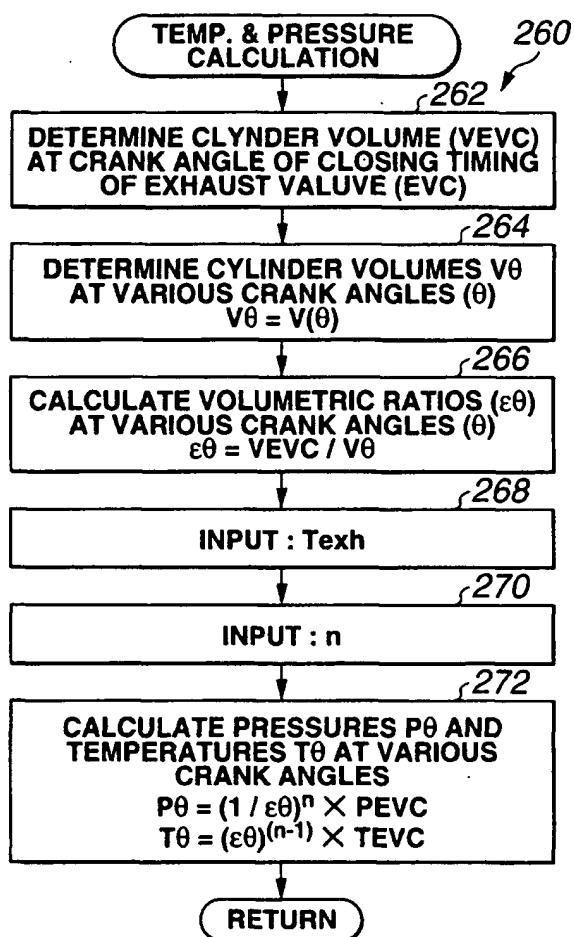 TEMP. & PRESSURE
CALCULATION
260
262
DETERMINE CLYNDER VOLUME (VEVC)
AT CRANK ANGLE OF CLOSING TIMING
OF EXHAUST VALUVE (EVC)
264
DETERMINE CYLINDER VOLUMES Vθ
AT VARIOUS CRANK ANGLES (θ)
Vθ = V(θ)
266
CALCULATE VOLUMETRIC RATIOS (εθ)
AT VARIOUS CRANK ANGLES (θ)
εθ = VEVC / Vθ
268
INPUT : Texh
270
INPUT : n
272
CALCULATE PRESSURES Pθ AND
TEMPERATURES Tθ AT VARIOUS
CRANK ANGLES
Pθ = (1 / εθ)ⁿ × PEVC
Tθ = (εθ)⁽ⁿ⁻¹⁾ × TEVC
RETURN